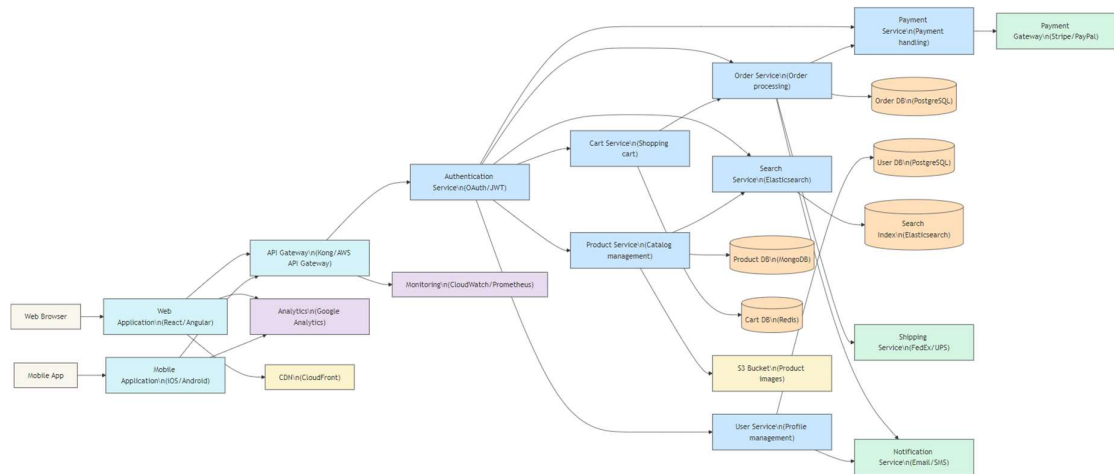 Payment
Service\n(Payment
handling)
Payment
Gateway\n(Stripe/PayPal)
Order Service\n(Order
processing)
Order DB\n(PostgreSQL)
Cart Service\n(Shopping
cart)
User DB\n(PostgreSQL)
Authentication
Service\n(OAuth/JWT)
Search
Service\n(Elasticsearch)
Search
Index\n(Elasticsearch)
API Gateway\n(Kong/AWS
API Gateway)
Product Service\n(Catalog
management)
Product DB\n(MongoDB)
Monitoring\n(CloudWatch/Prometheus)
Web Browser
Web
Application\n(React/Angular)
Analytics\n(Google
Analytics)
Cart DB\n(Redis)
Shipping
Service\n(FedEx/UPS)
Mobile App
Mobile
Application\n(iOS/Android)
CDN\n(CloudFront)
S3 Bucket\n(Product
images)
User Service\n(Profile
management)
Notification
Service\n(Email/SMS)